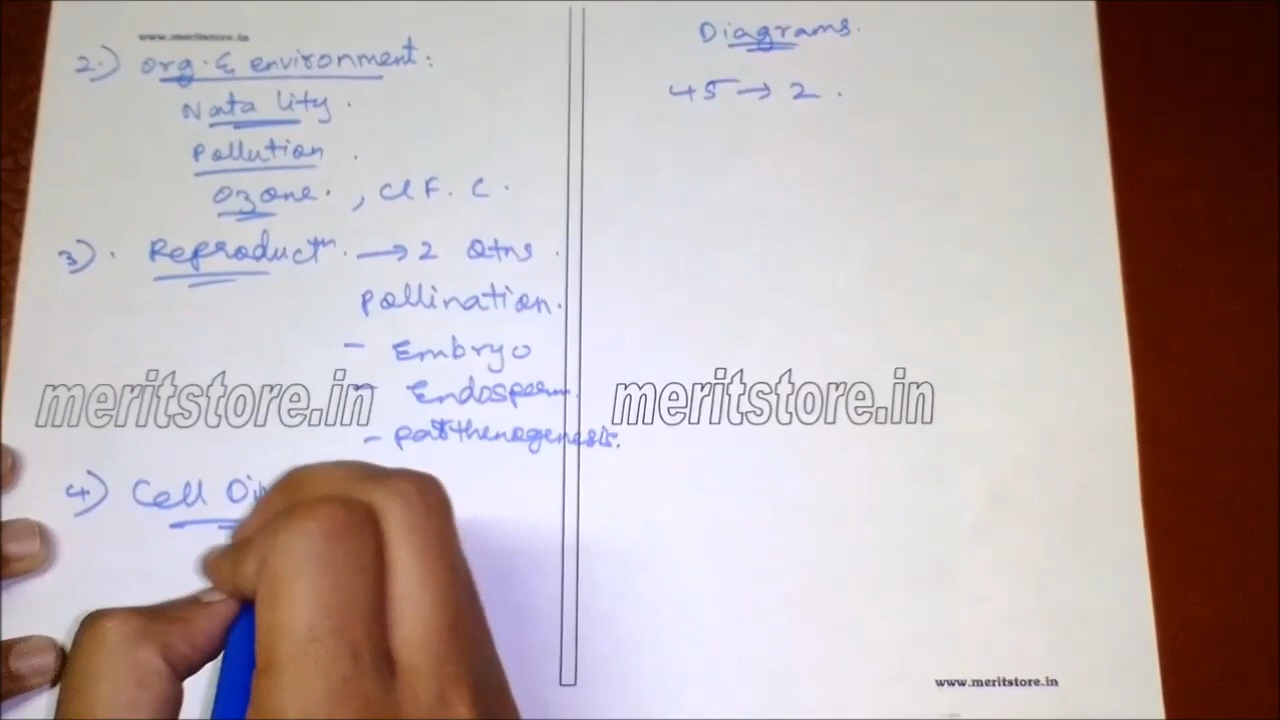 www.meritstore.in
2.) Org. & environment:
Natality.
Pollution.
Ozone. , ClF. C.
3). Reproductn. → 2 Qtns.
Pollination.
- Embryo
- Endosperm.
- parthenogenesis.
meritstore.in
4) Cell
Diagrams.
45 → 2.
meritstore.in
www.meritstore.in